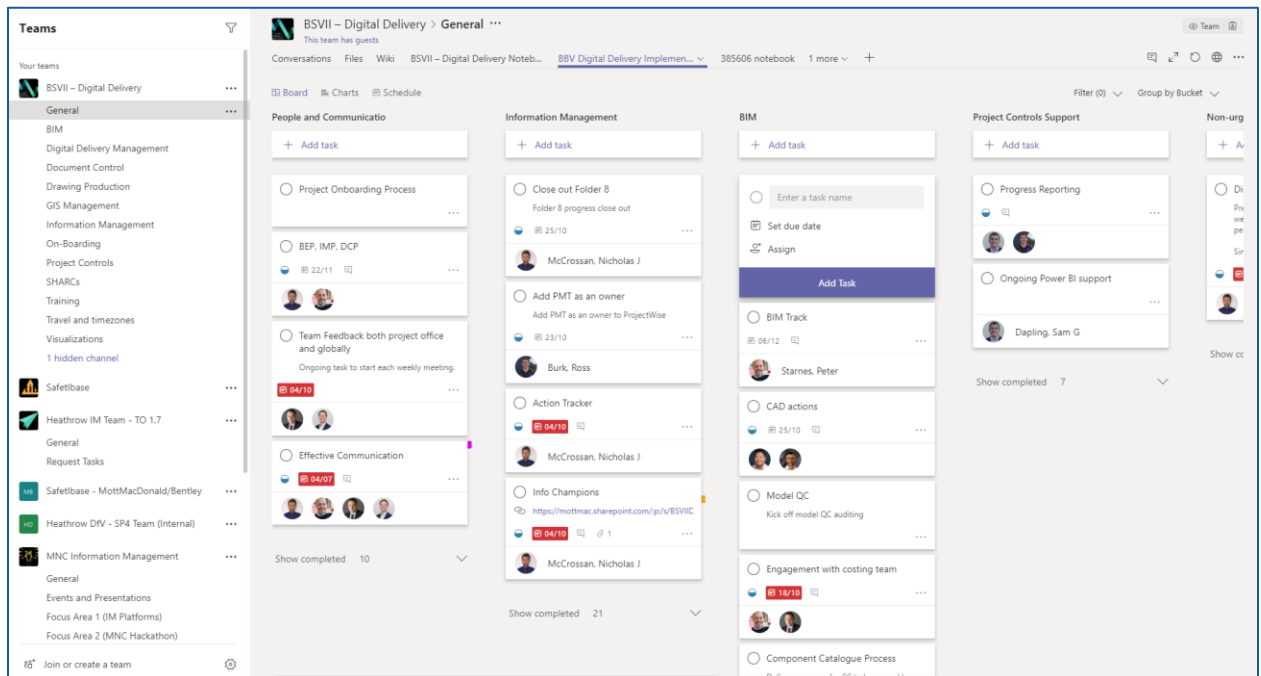 Teams
Your teams
BSVII – Digital Delivery
General
BIM
Digital Delivery Management
Document Control
Drawing Production
GIS Management
Information Management
On-Boarding
Project Controls
SHARCs
Training
Travel and timezones
Visualizations
1 hidden channel
SafetIbase
Heathrow IM Team - TO 1.7
General
Request Tasks
MB
SafetIbase - MottMacDonald/Bentley
HD
Heathrow DfV - SP4 Team (Internal)
MNC Information Management
General
Events and Presentations
Focus Area 1 (IM Platforms)
Focus Area 2 (MNC Hackathon)
Join or create a team
BSVII – Digital Delivery > General ···
This team has guests
Team
Conversations Files Wiki BSVII – Digital Delivery Noteb... BBV Digital Delivery Implemen... 385606 notebook 1 more +
Board Charts Schedule
Filter (0) Group by Bucket
People and Communicatio
+ Add task
Project Onboarding Process
BEP, IMP, DCP
22/11
Team Feedback both project office
and globally
Ongoing task to start each weekly meeting.
04/10
Effective Communication
04/07
Show completed 10
Information Management
+ Add task
Close out Folder 8
Folder 8 progress close out
25/10
McCrossan, Nicholas J
Add PMT as an owner
Add PMT as an owner to ProjectWise
23/10
Burk, Ross
Action Tracker
04/10
McCrossan, Nicholas J
Info Champions
https://mottmac.sharepoint.com/:p:/s/BSVIID
04/10 1
McCrossan, Nicholas J
Show completed 21
BIM
+ Add task
Enter a task name
Set due date
Assign
Add Task
BIM Track
06/12
Starnes, Peter
CAD actions
25/10
Model QC
Kick off model QC auditing
Engagement with costing team
18/10
Component Catalogue Process
Project Controls Support
+ Add task
Progress Reporting
Ongoing Power BI support
Dapling, Sam G
Show completed 7
Non-urg
+ A
Di
Pr
we
pe
Sir
Show co